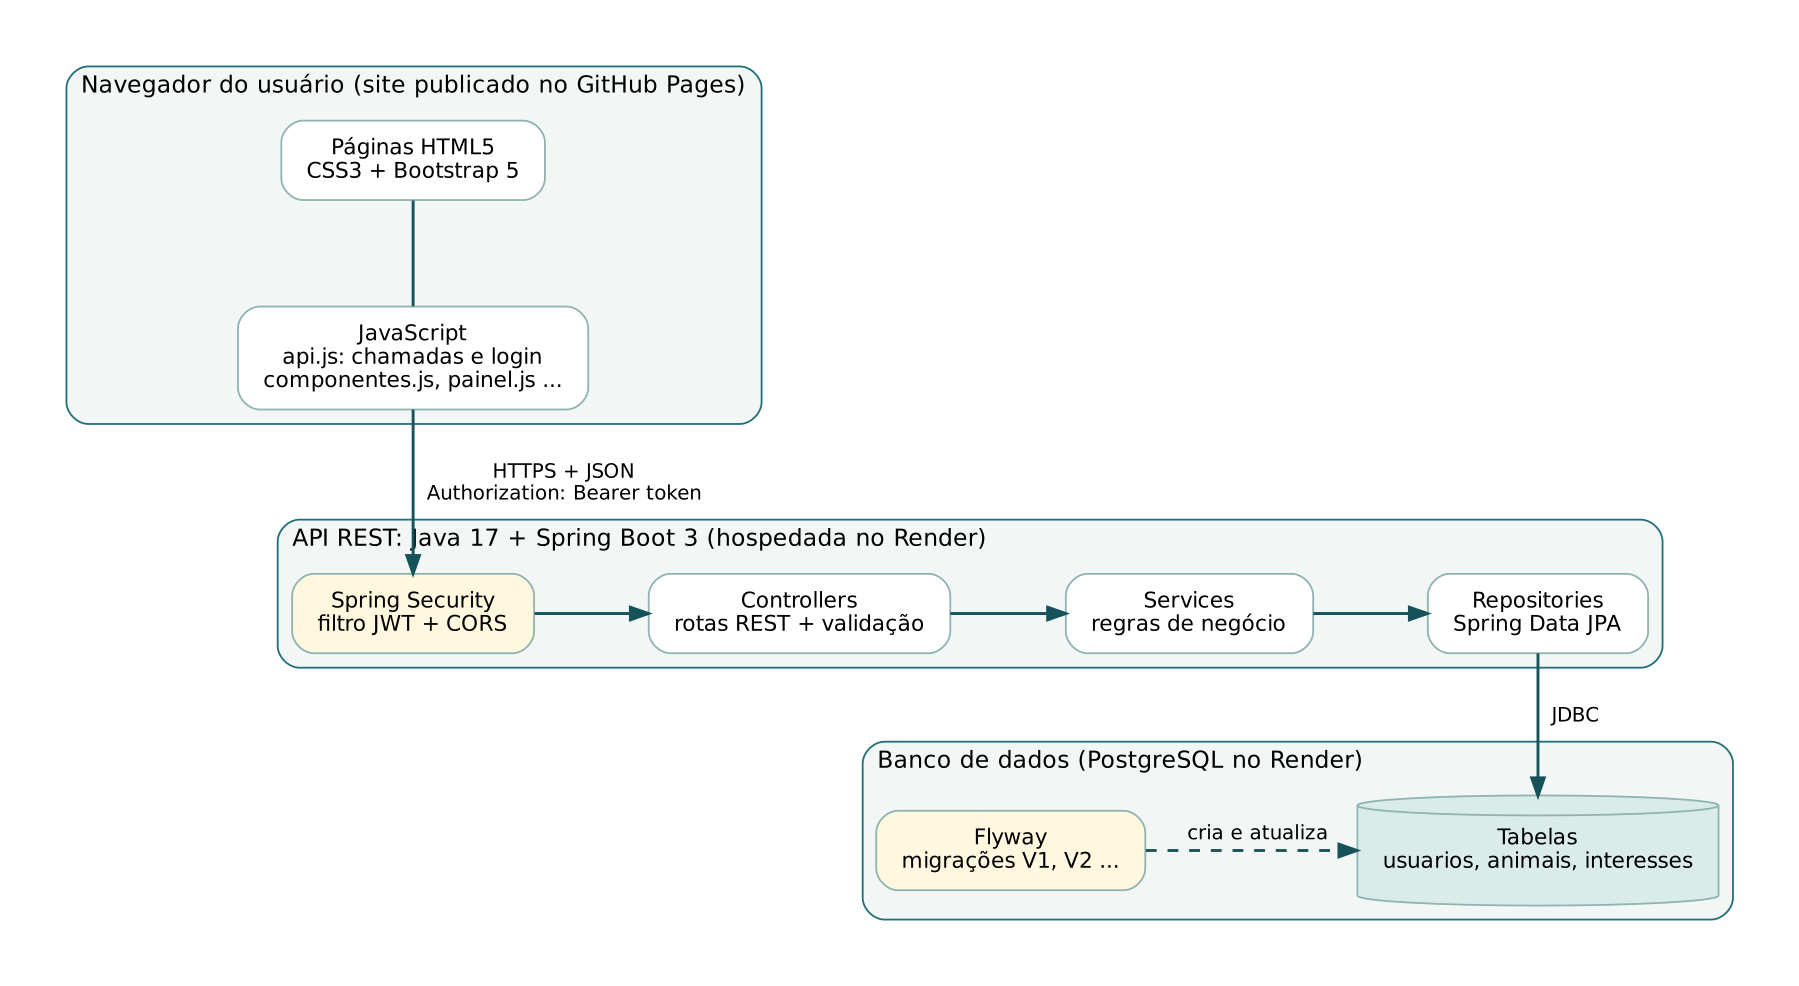 Navegador do usuário (site publicado no GitHub Pages)
Páginas HTML5
CSS3 + Bootstrap 5
JavaScript
api.js: chamadas e login
componentes.js, painel.js ...
HTTPS + JSON
Authorization: Bearer token
API REST: Java 17 + Spring Boot 3 (hospedada no Render)
Spring Security
filtro JWT + CORS
Controllers
rotas REST + validação
Services
regras de negócio
Repositories
Spring Data JPA
JDBC
Banco de dados (PostgreSQL no Render)
Flyway
migrações V1, V2 ...
cria e atualiza
Tabelas
usuarios, animais, interesses